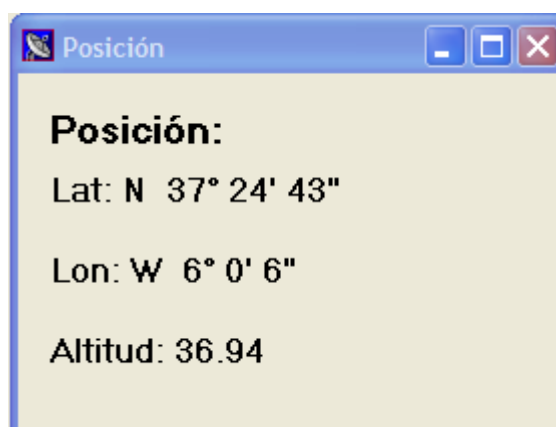 Posición
Posición:
Lat: N 37° 24' 43"
Lon: W 6° 0' 6"
Altitud: 36.94